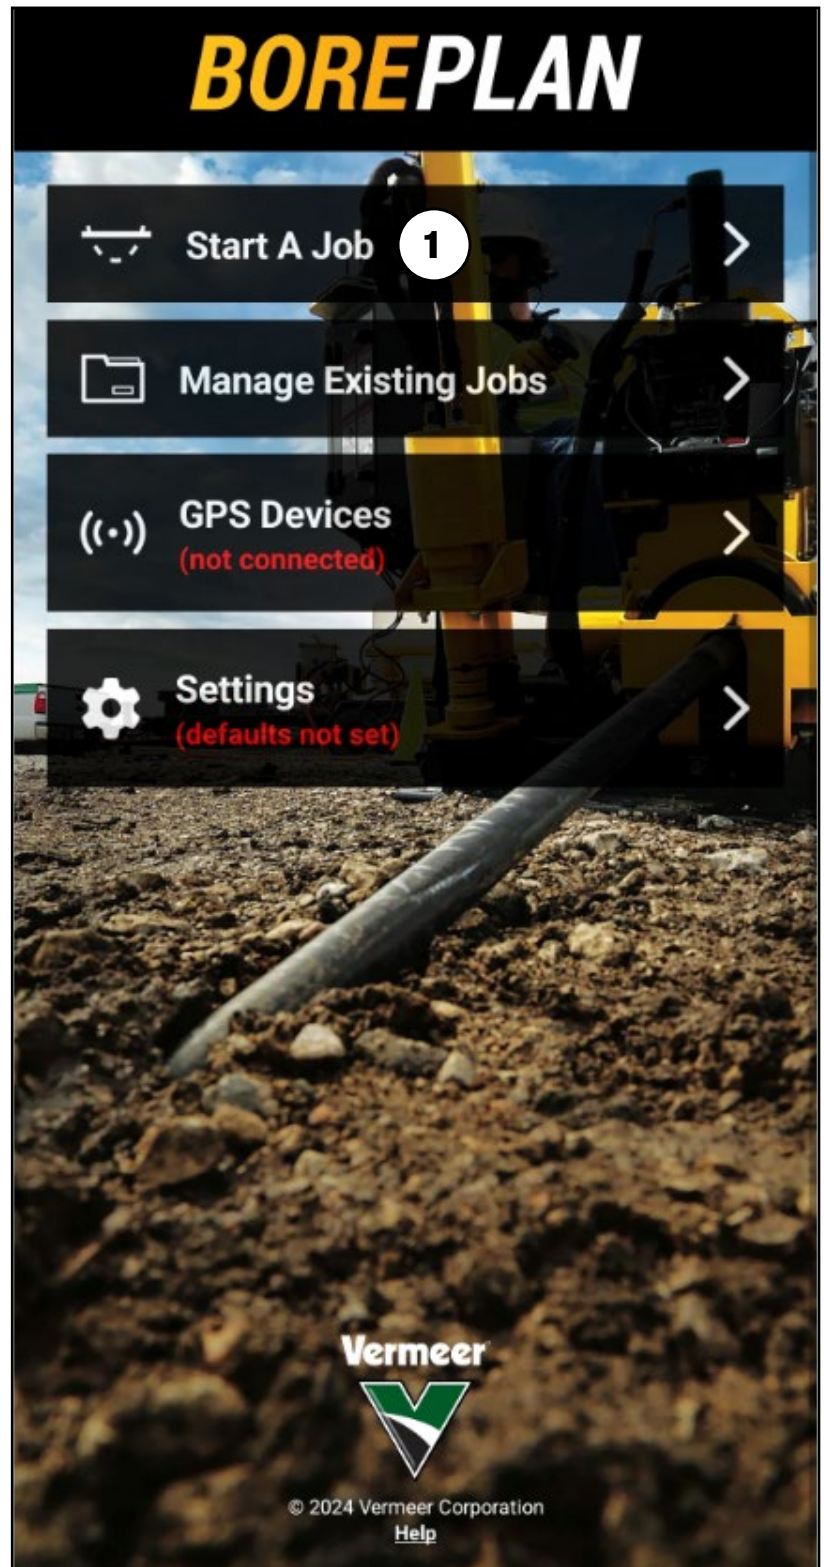 BOREPLAN
Start A Job 1
Manage Existing Jobs
GPS Devices
(not connected)
Settings
(defaults not set)
Vermeer
© 2024 Vermeer Corporation
Help